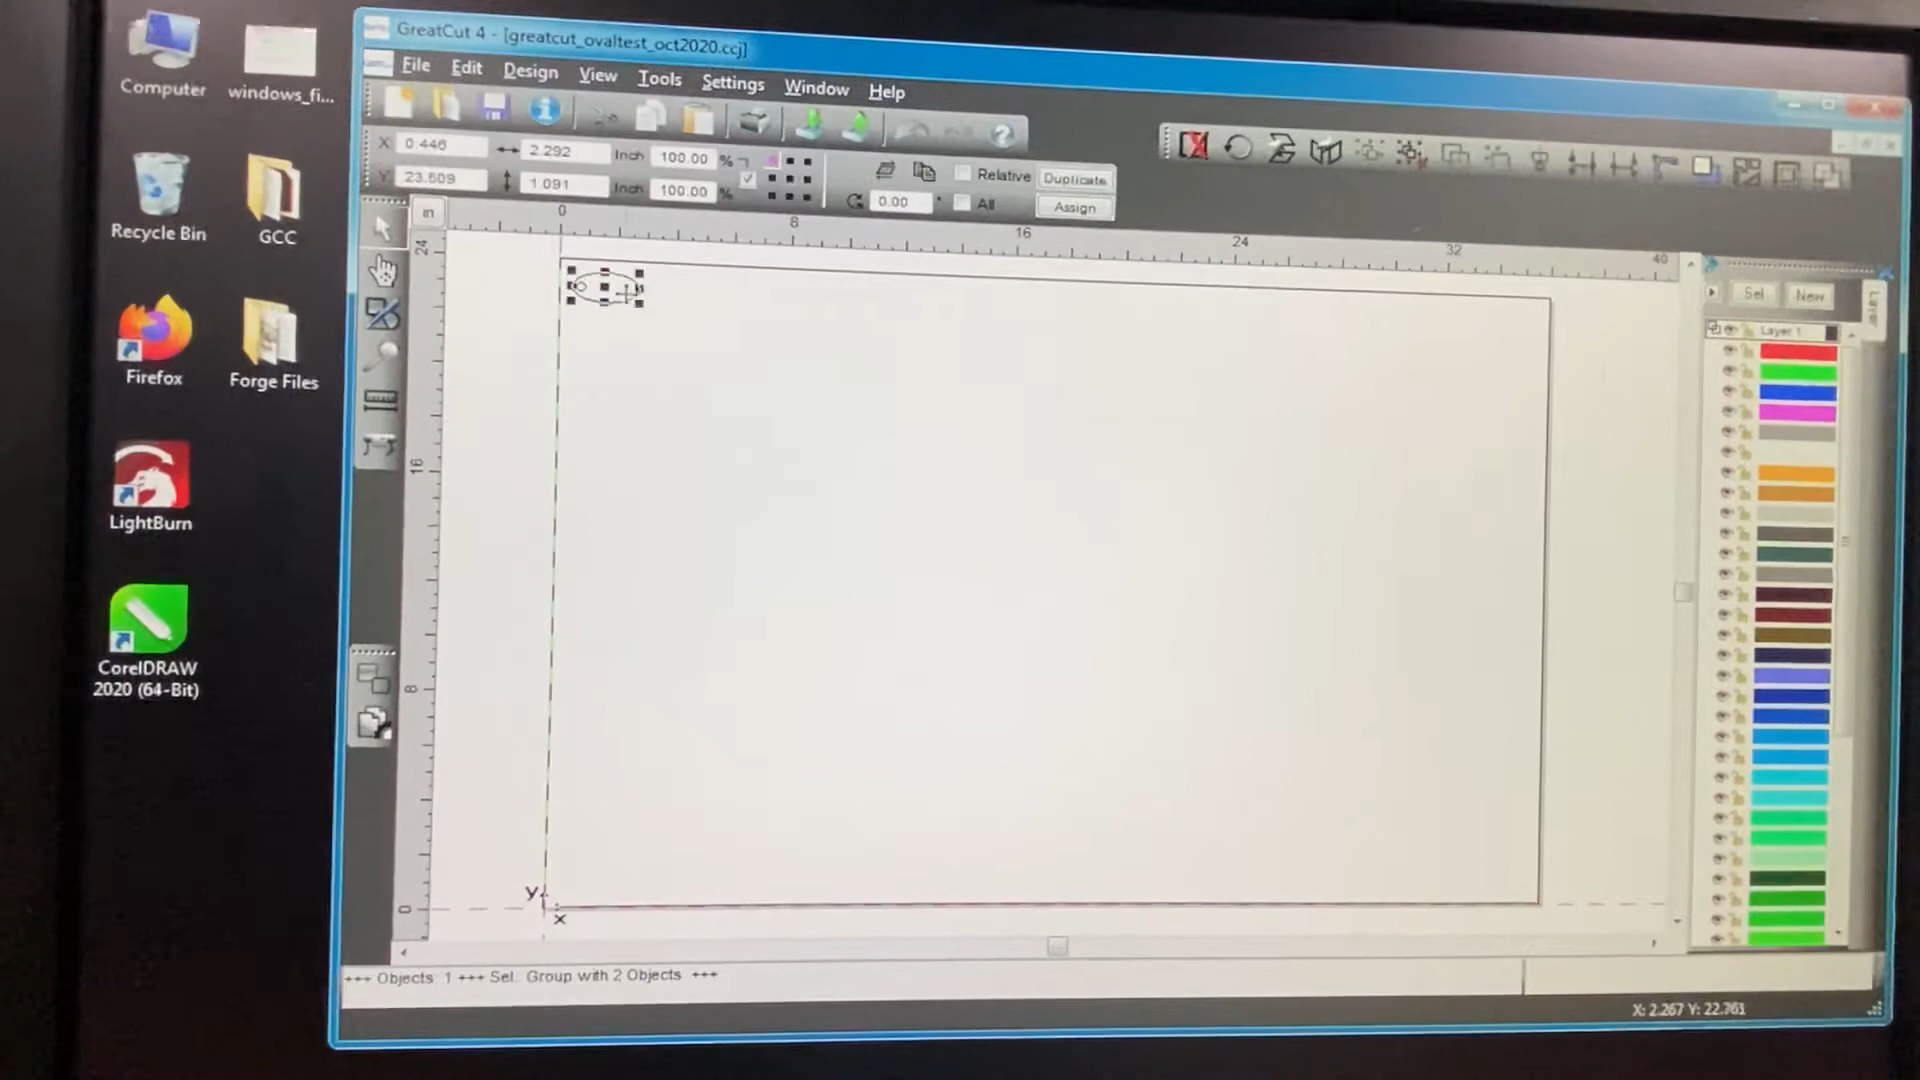 GreatCut 4 - [greatcut_ovaltest_oct2020.ccj]
File Edit Design View Tools Settings Window Help
X: 0.446 2.292 Inch 100.00 %
Y: 23.509 1.091 Inch 100.00 %
Relative Duplicate
0.00 ° All Assign
in 0 8 16 24 32 40
24
16
8
0
Y
X
Sel New
Layer
Layer 1
Computer
windows_fi...
Recycle Bin
GCC
Firefox
Forge Files
LightBurn
CorelDRAW
2020 (64-Bit)
+++ Objects 1 +++ Sel. Group with 2 Objects +++
X: 2.267 Y: 22.761